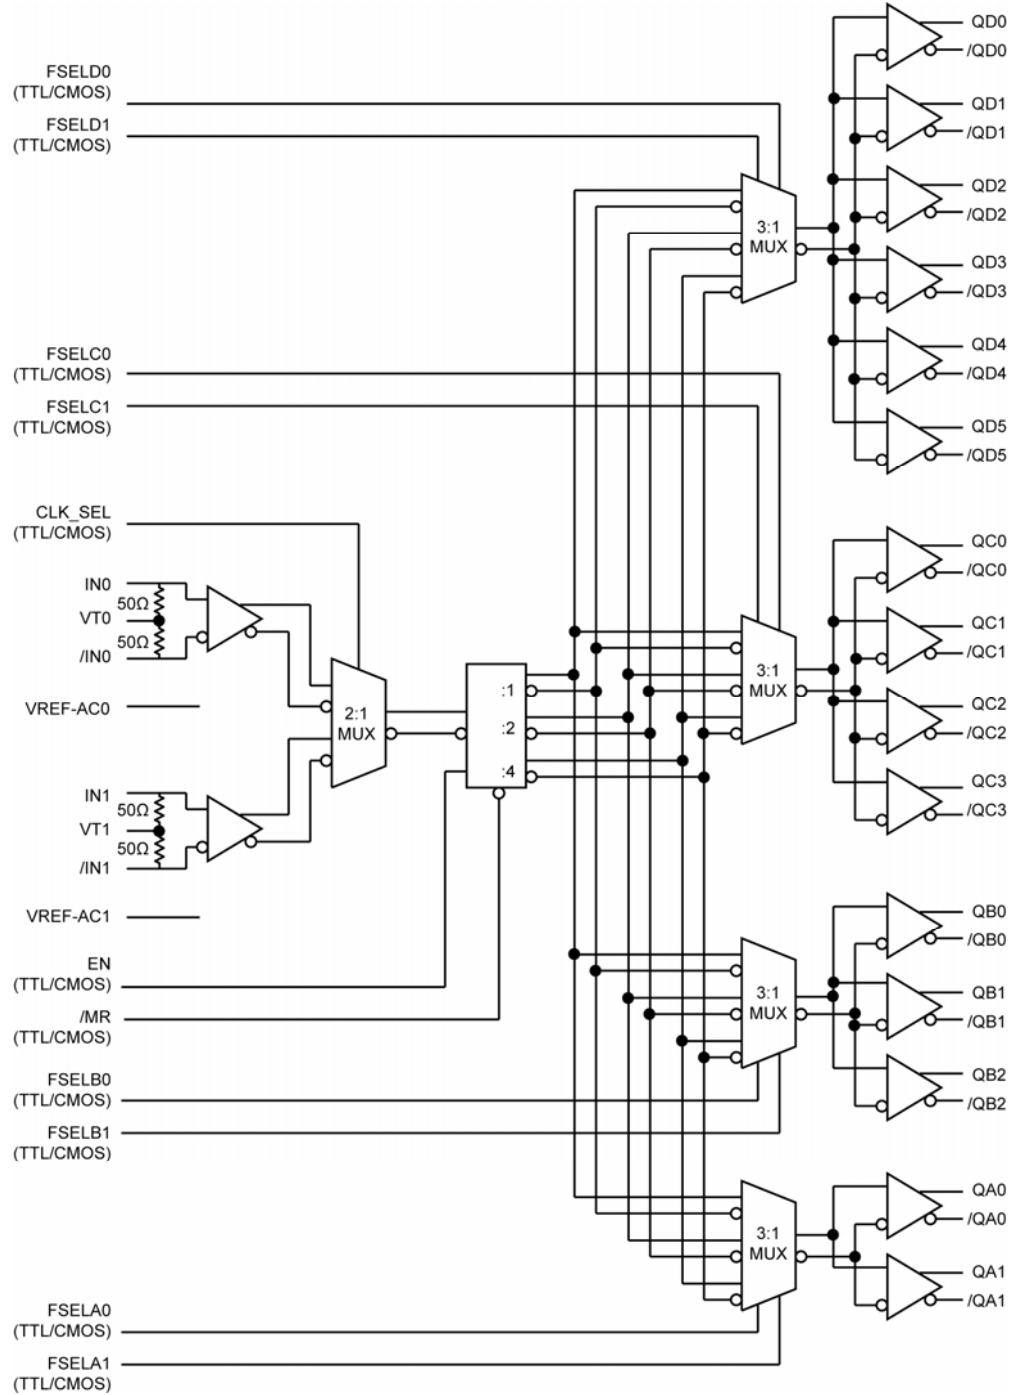 FSELD0
(TTL/CMOS)
FSELD1
(TTL/CMOS)
3:1
MUX
QD0
/QD0
QD1
/QD1
QD2
/QD2
QD3
/QD3
QD4
/QD4
QD5
/QD5
FSELC0
(TTL/CMOS)
FSELC1
(TTL/CMOS)
CLK_SEL
(TTL/CMOS)
IN0
50Ω
VT0
50Ω
/IN0
VREF-AC0
2:1
MUX
:1
:2
:4
3:1
MUX
QC0
/QC0
QC1
/QC1
QC2
/QC2
QC3
/QC3
IN1
50Ω
VT1
50Ω
/IN1
VREF-AC1
EN
(TTL/CMOS)
/MR
(TTL/CMOS)
3:1
MUX
QB0
/QB0
QB1
/QB1
QB2
/QB2
FSELB0
(TTL/CMOS)
FSELB1
(TTL/CMOS)
3:1
MUX
QA0
/QA0
QA1
/QA1
FSELA0
(TTL/CMOS)
FSELA1
(TTL/CMOS)